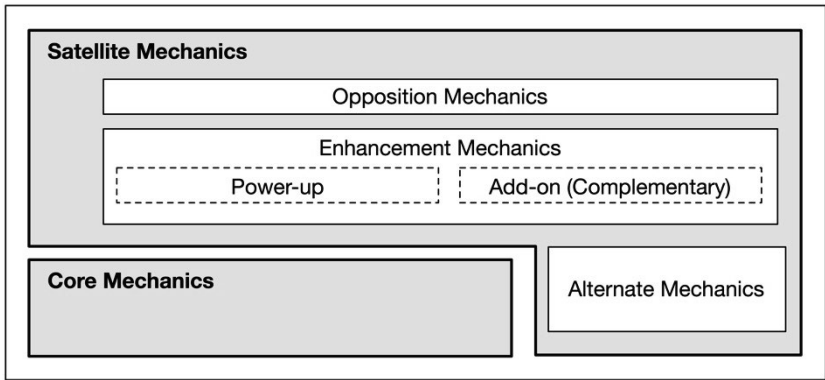 Satellite Mechanics
Opposition Mechanics
Enhancement Mechanics
Power-up
Add-on (Complementary)
Core Mechanics
Alternate Mechanics